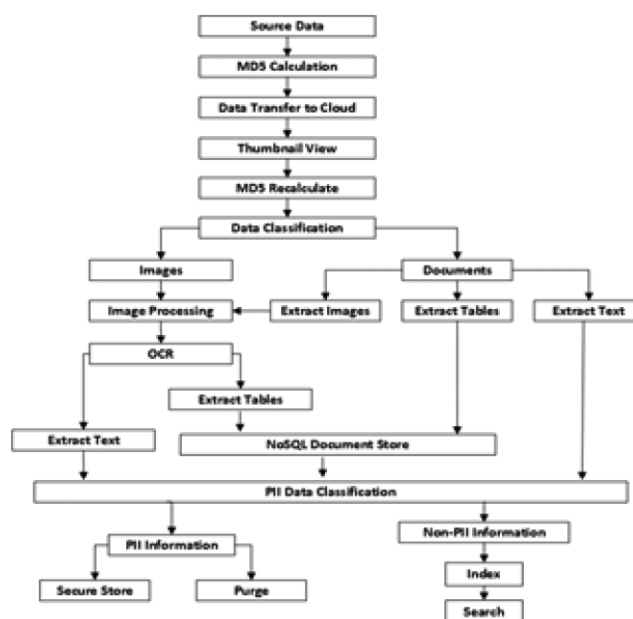 Source Data
MD5 Calculation
Data Transfer to Cloud
Thumbnail View
MD5 Recalculate
Data Classification
Images
Documents
Image Processing
Extract Images
Extract Tables
Extract Text
OCR
Extract Tables
Extract Text
NoSQL Document Store
PII Data Classification
PII Information
Non-PII Information
Secure Store
Purge
Index
Search